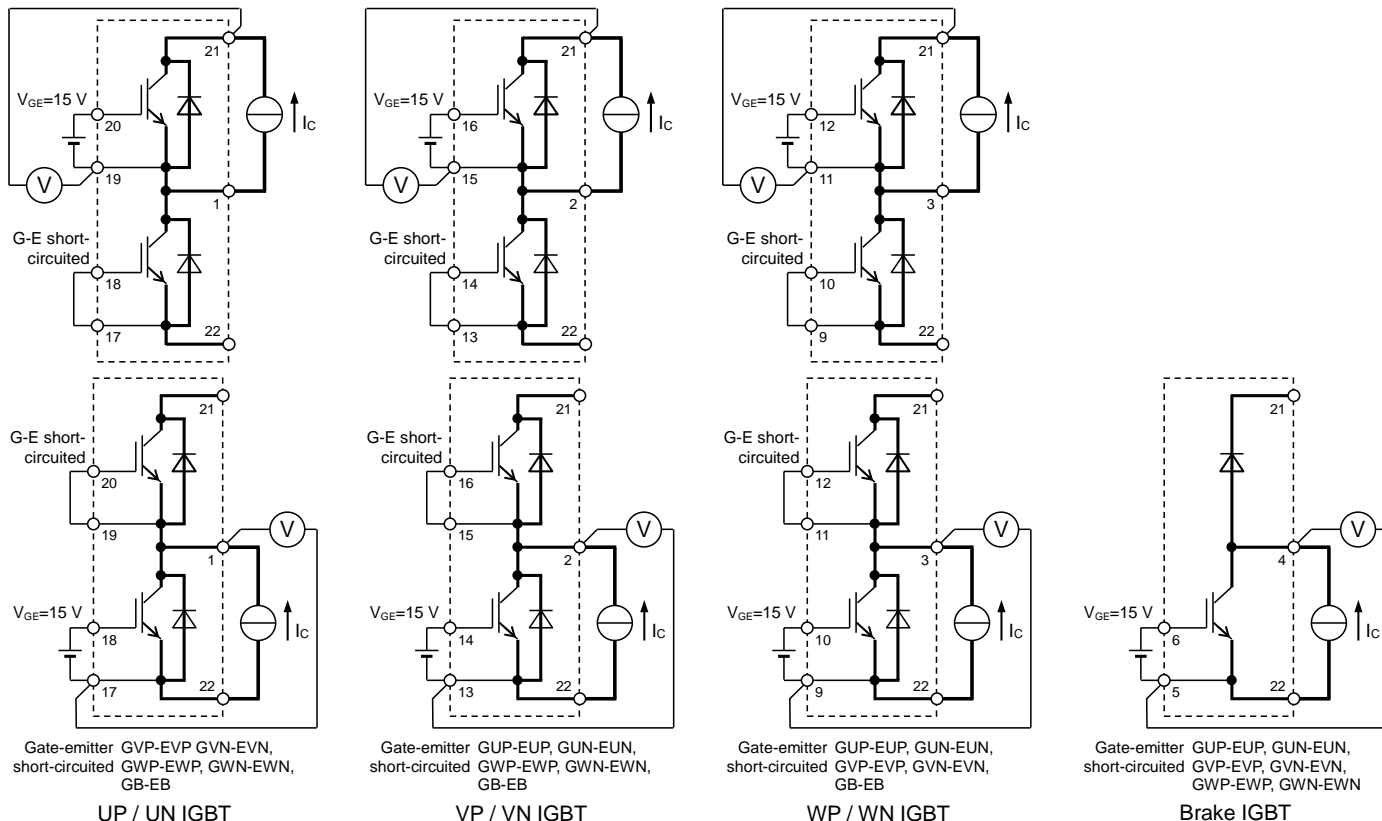 21
V_GE=15 V
20
I_C
V
19
1
G-E short-
circuited
18
17
22
21
V_GE=15 V
16
I_C
V
15
2
G-E short-
circuited
14
13
22
21
V_GE=15 V
12
I_C
V
11
3
G-E short-
circuited
10
9
22
21
G-E short-
circuited
20
19
V
1
V_GE=15 V
18
I_C
17
22
Gate-emitter GVP-EVP GVN-EVN,
short-circuited GWP-EWP, GWN-EWN,
GB-EB
UP / UN IGBT
21
G-E short-
circuited
16
15
V
2
V_GE=15 V
14
I_C
13
22
Gate-emitter GUP-EUP, GUN-EUN,
short-circuited GWP-EWP, GWN-EWN,
GB-EB
VP / VN IGBT
21
G-E short-
circuited
12
11
V
3
V_GE=15 V
10
I_C
9
22
Gate-emitter GUP-EUP, GUN-EUN,
short-circuited GVP-EVP, GVN-EVN,
GB-EB
WP / WN IGBT
21
V
4
V_GE=15 V
6
I_C
5
22
Gate-emitter GUP-EUP, GUN-EUN,
short-circuited GVP-EVP, GVN-EVN,
GWP-EWP, GWN-EWN
Brake IGBT